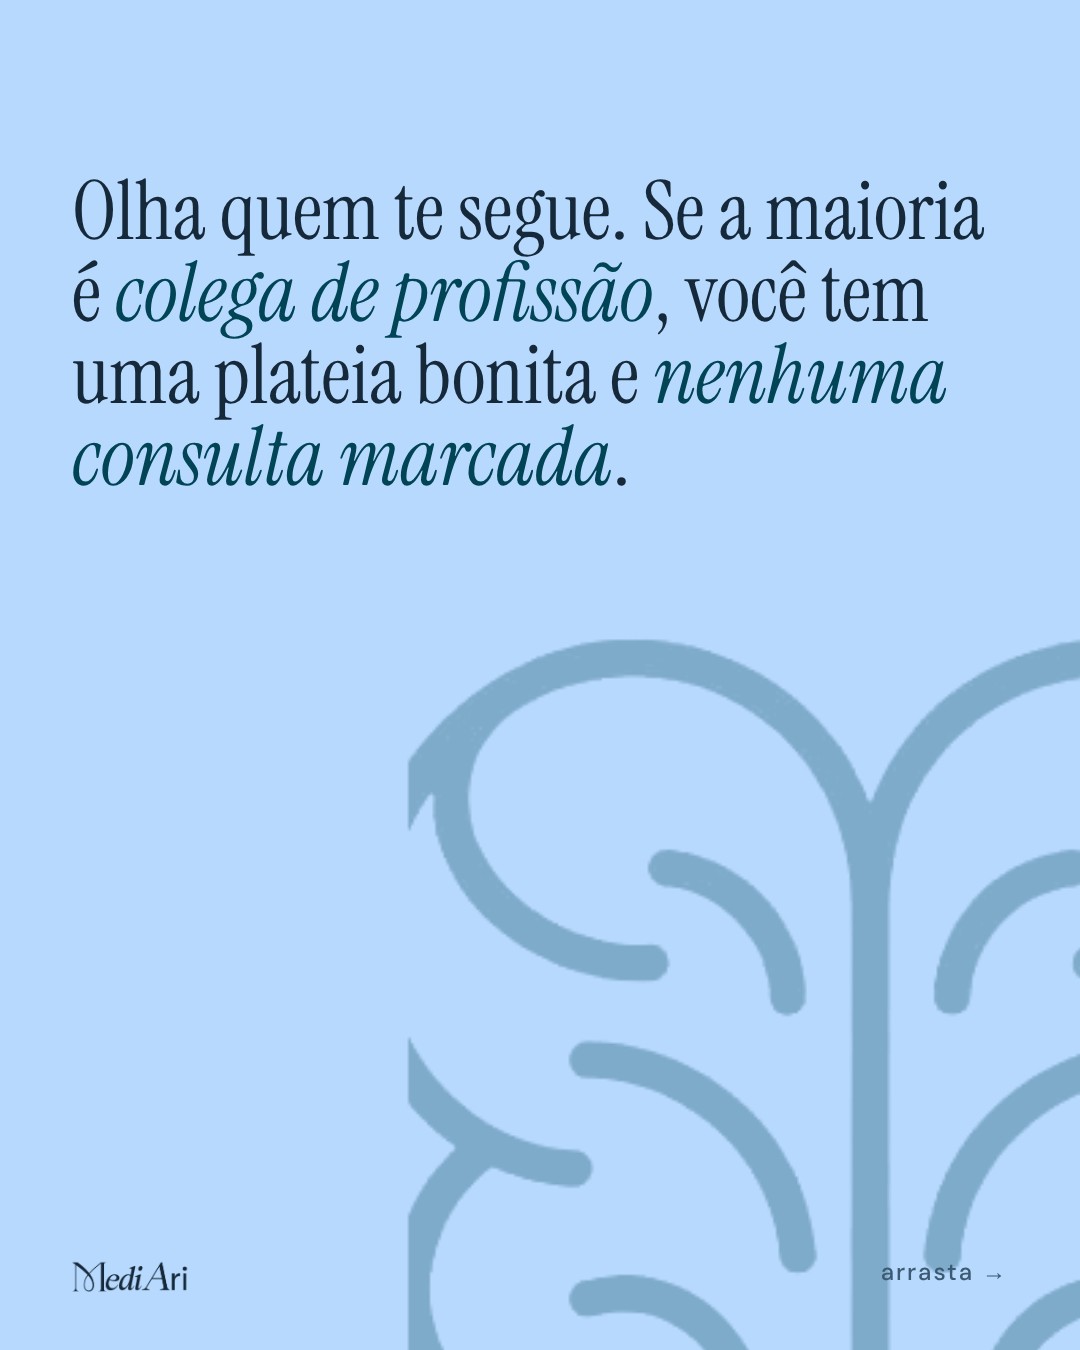 Olha quem te segue. Se a maioria
é colega de profissão, você tem
uma plateia bonita e nenhuma
consulta marcada.
MediAri
arrasta →